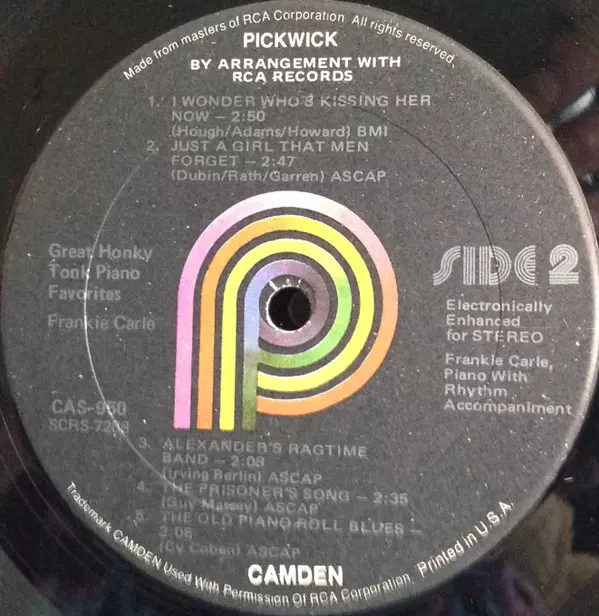 Made from masters of RCA Corporation. All rights reserved.
PICKWICK
BY ARRANGEMENT WITH
RCA RECORDS
1. I WONDER WHO'S KISSING HER
NOW – 2:50
(Hough/Adams/Howard) BMI
2. JUST A GIRL THAT MEN
FORGET – 2:47
(Dubin/Rath/Garren) ASCAP
Great Honky
Tonk Piano
Favorites
Frankie Carle
CAS-950
SIDE 2
Electronically
Enhanced
for STEREO
Frankie Carle,
Piano With
Rhythm
Accompaniment
3. ALEXANDER'S RAGTIME
BAND – 2:08
(Irving Berlin) ASCAP
4. THE PRISONER'S SONG – 2:35
(Guy Massey) ASCAP
5. THE OLD PIANO ROLL BLUES –
2:06
(Cy Coben) ASCAP
CAMDEN
Trademark CAMDEN Used With Permission Of RCA Corporation. Printed in U.S.A.